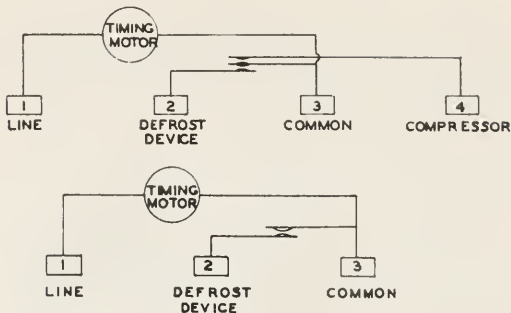 TIMING
MOTOR
1 2 3 4
LINE DEFROST COMMON COMPRESSOR
DEVICE
TIMING
MOTOR
1 2 3
LINE DEFROST COMMON
DEVICE